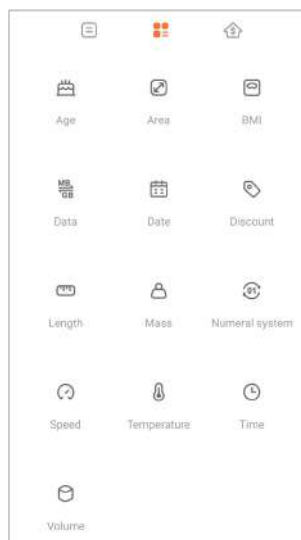 Age Area BMI
MB
GB
Data Date Discount
Length Mass Numeral system
Speed Temperature Time
Volume